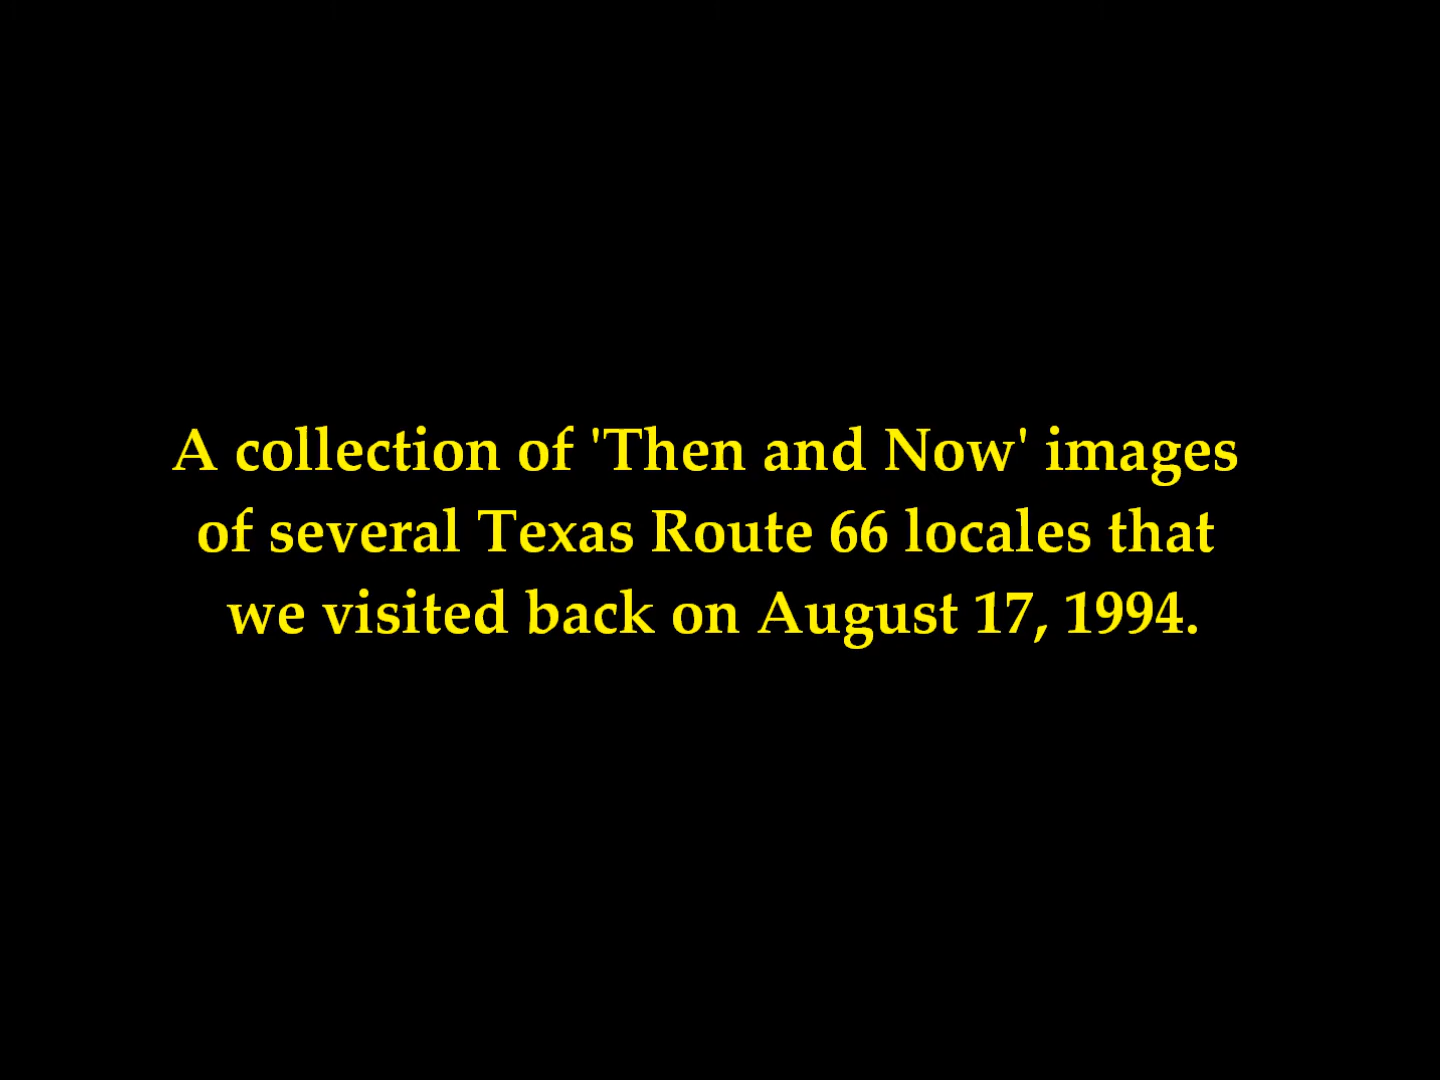 A collection of 'Then and Now' images
of several Texas Route 66 locales that
we visited back on August 17, 1994.